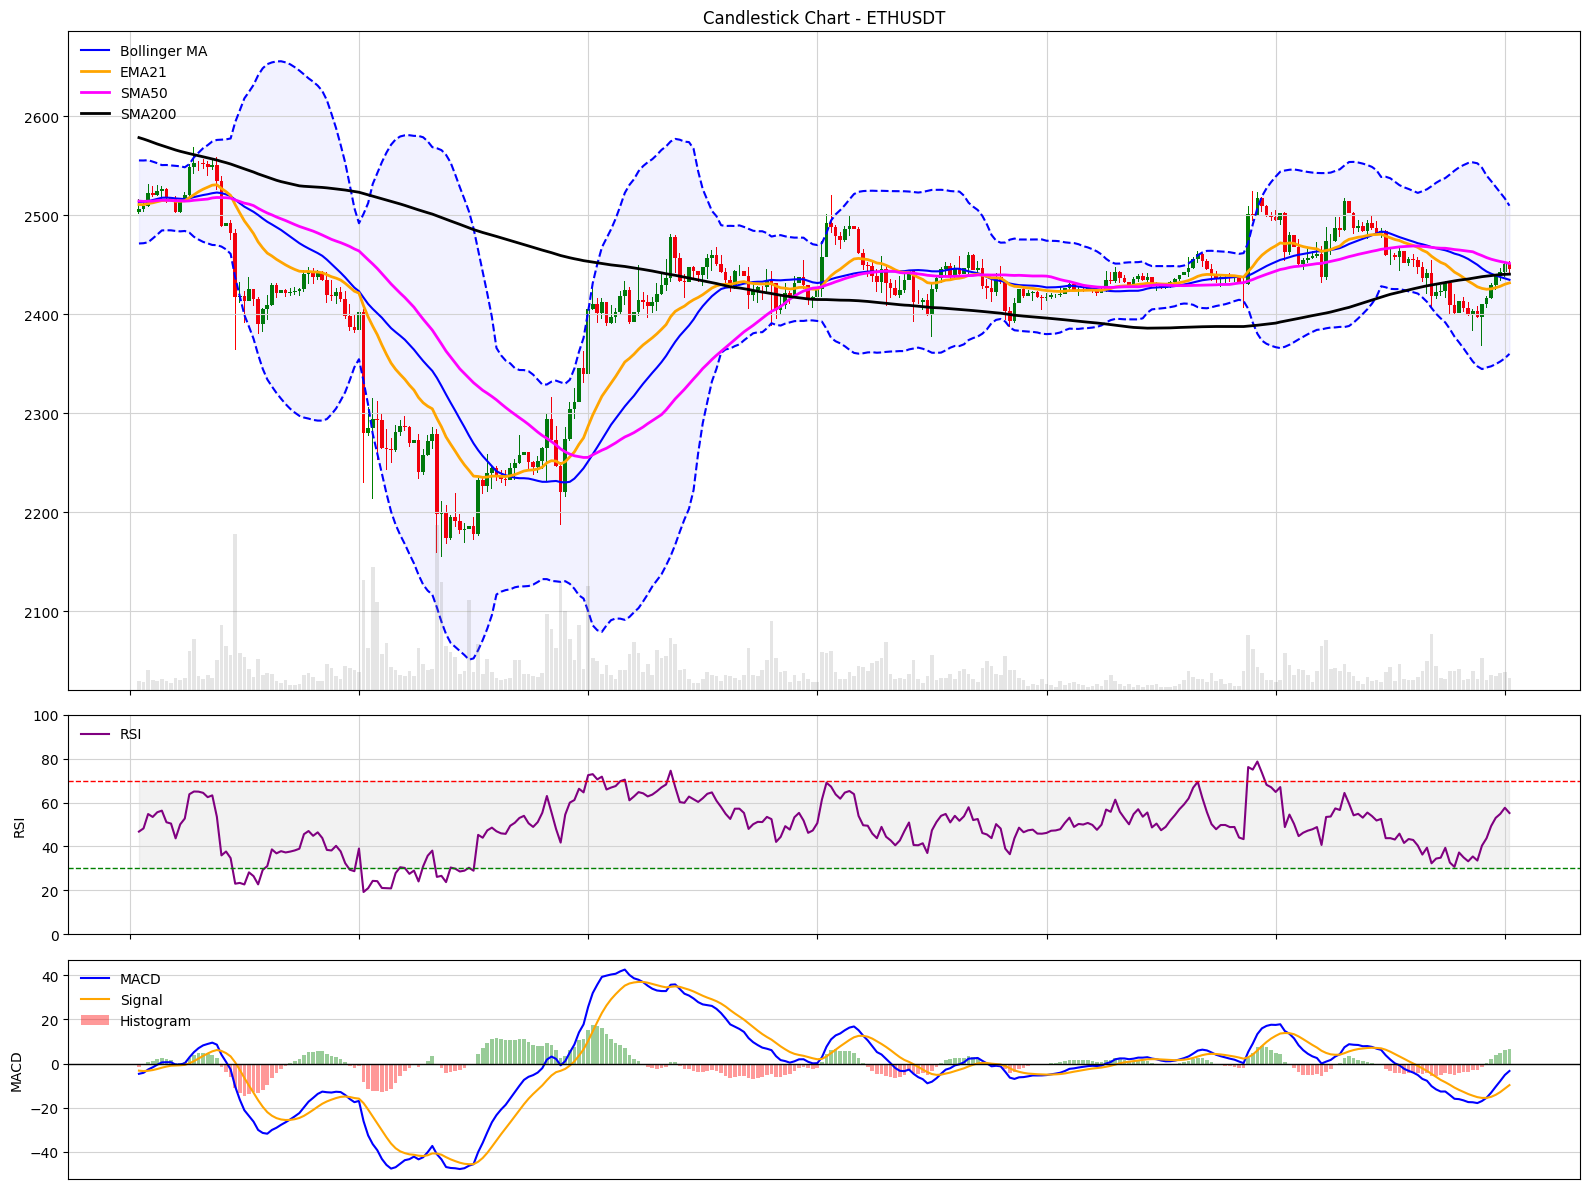 Candlestick Chart - ETHUSDT
Bollinger MA
EMA21
SMA50
SMA200
2600
2500
2400
2300
2200
2100
100
80
60
40
20
0
RSI
RSI
40
20
0
−20
−40
MACD
MACD
Signal
Histogram